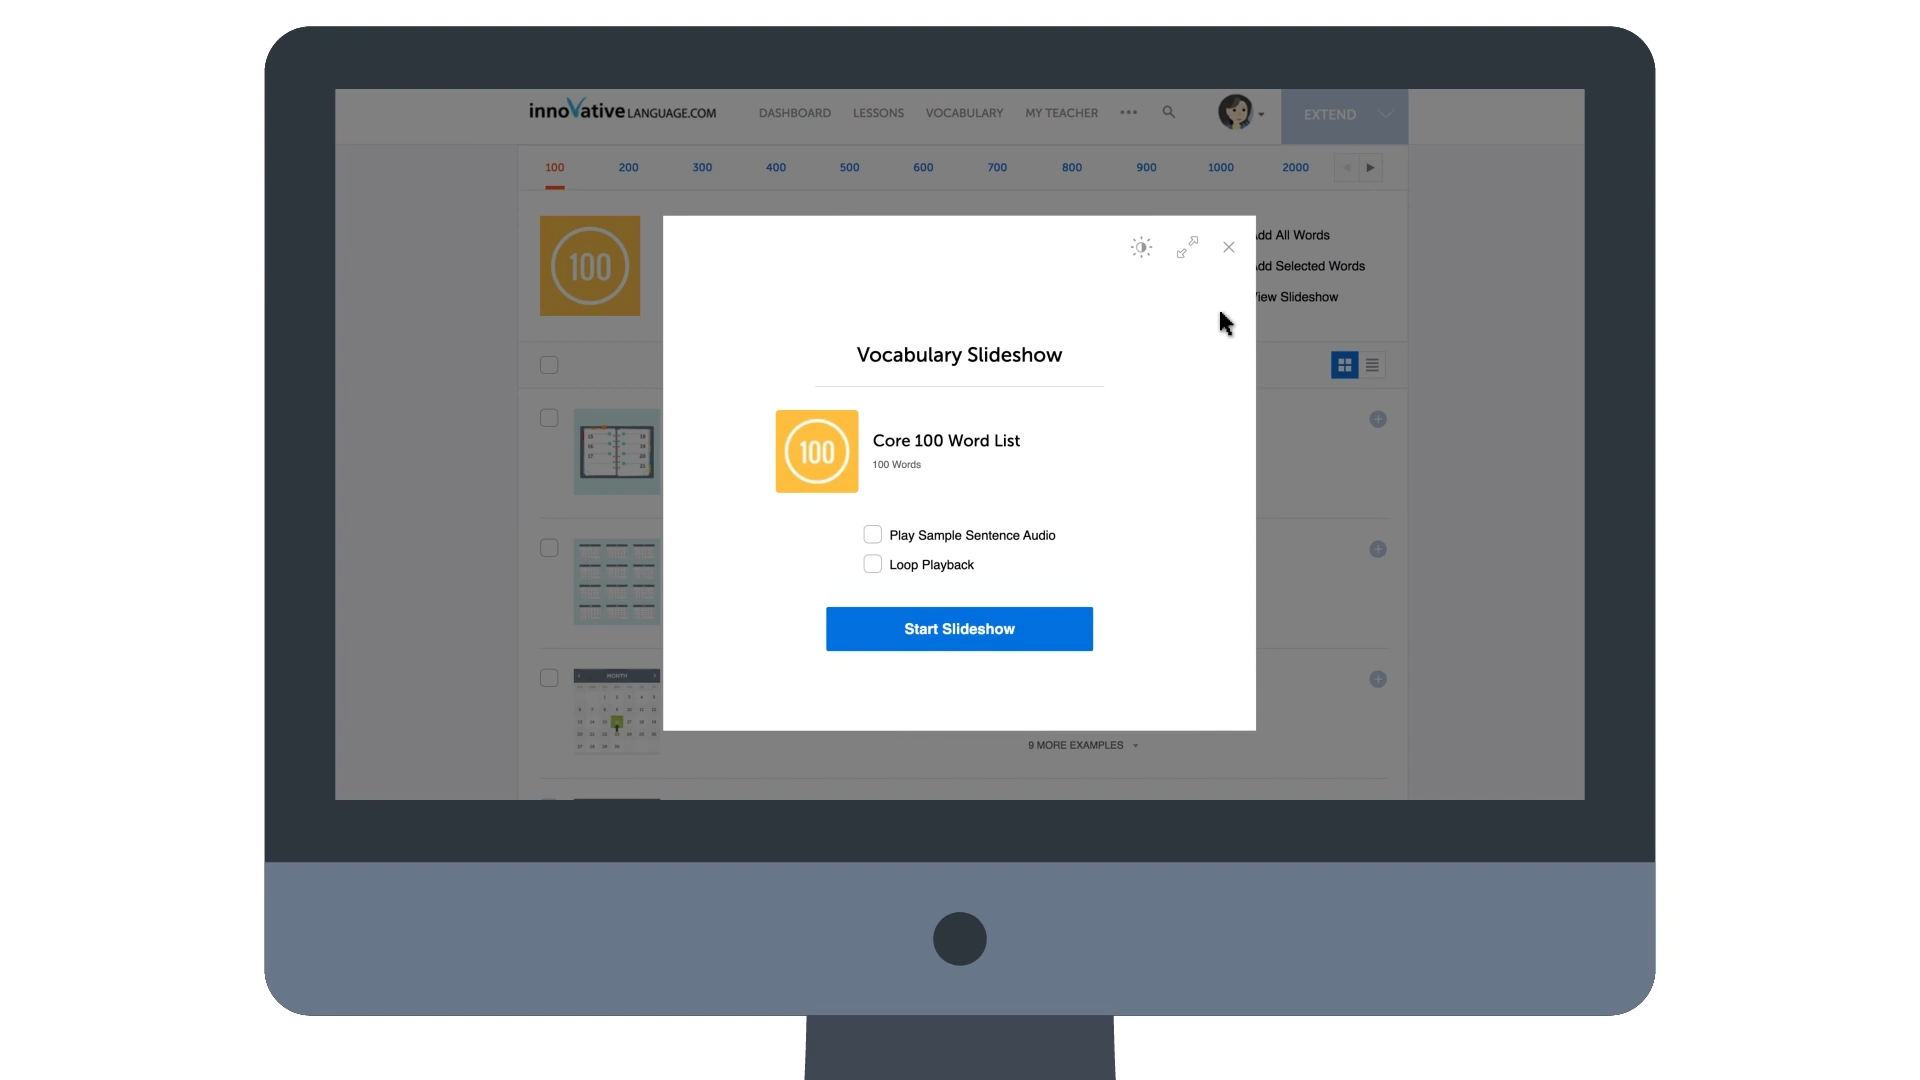 innoVative LANGUAGE.COM
DASHBOARD
LESSONS
VOCABULARY
MY TEACHER
EXTEND
100
200
300
400
500
600
700
800
900
1000
2000
100
dd All Words
dd Selected Words
iew Slideshow
Vocabulary Slideshow
100
Core 100 Word List
100 Words
Play Sample Sentence Audio
Loop Playback
Start Slideshow
MONTH
9 MORE EXAMPLES